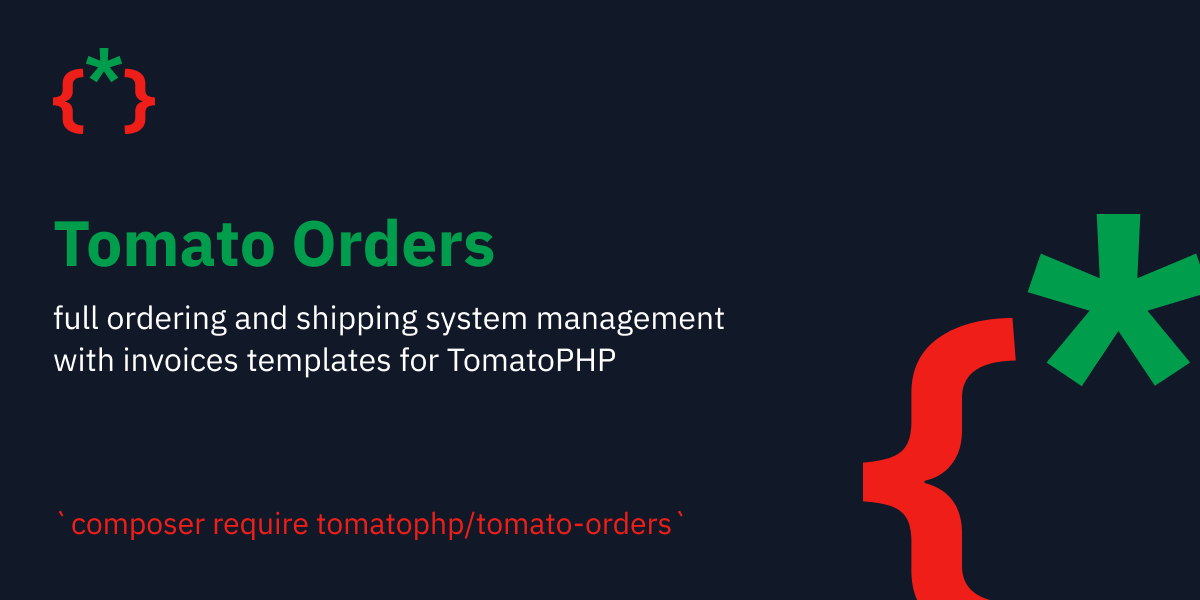 {*}
Tomato Orders
full ordering and shipping system management
with invoices templates for TomatoPHP
`composer require tomatophp/tomato-orders`